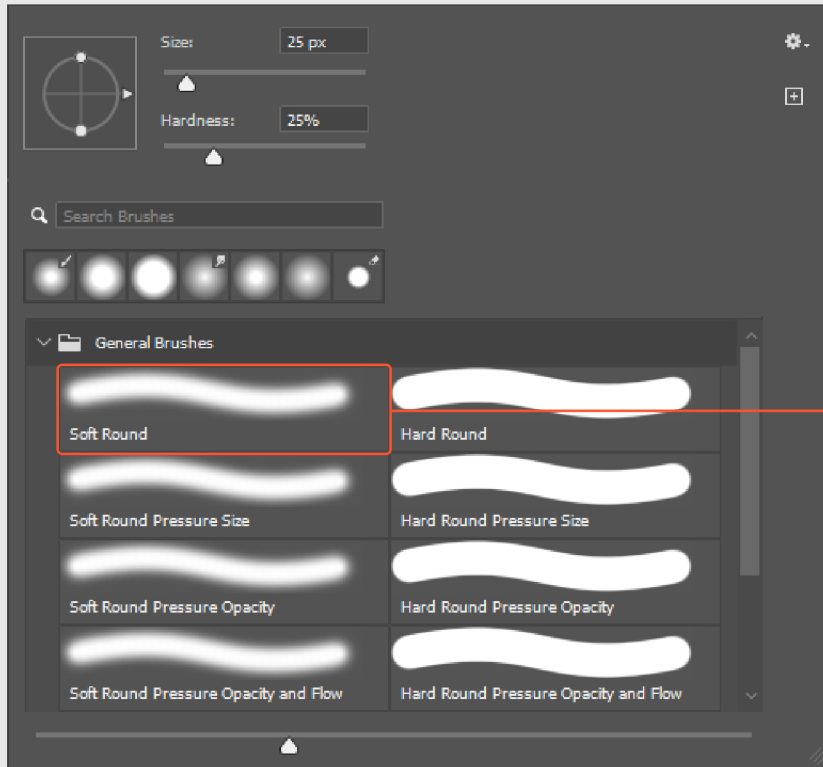 Size: 25 px
Hardness: 25%
Search Brushes
General Brushes
Soft Round Hard Round
Soft Round Pressure Size Hard Round Pressure Size
Soft Round Pressure Opacity Hard Round Pressure Opacity
Soft Round Pressure Opacity and Flow Hard Round Pressure Opacity and Flow